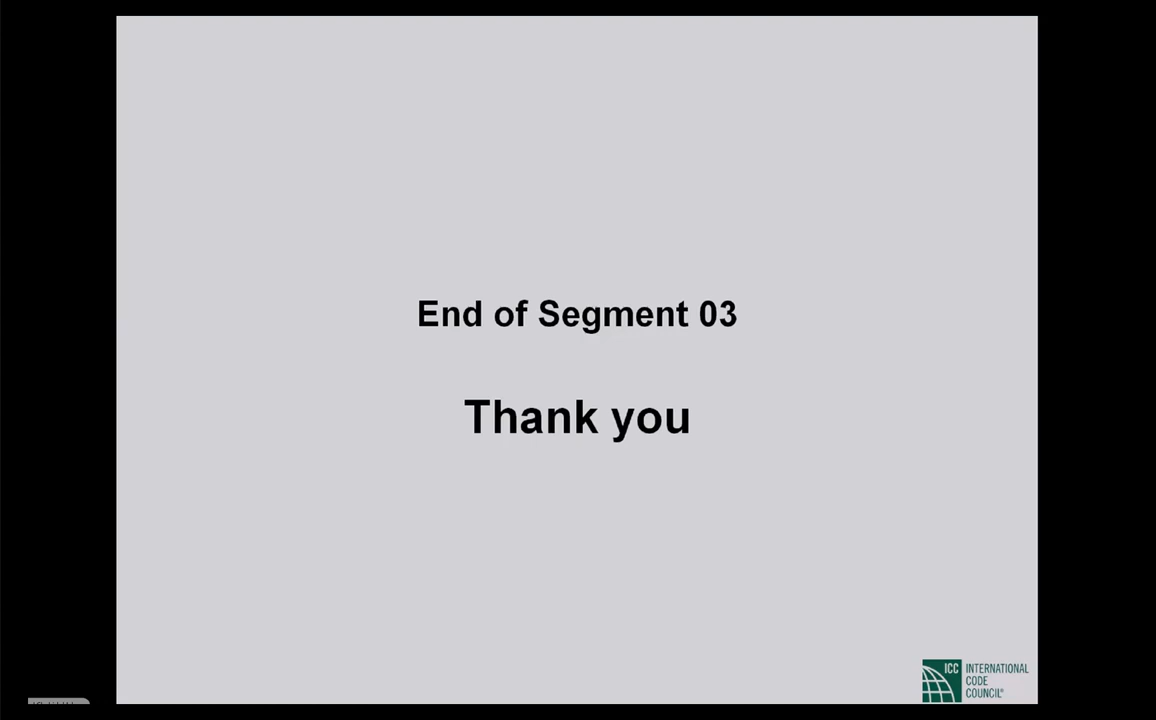 End of Segment 03
Thank you
ICC INTERNATIONAL
CODE
COUNCIL®